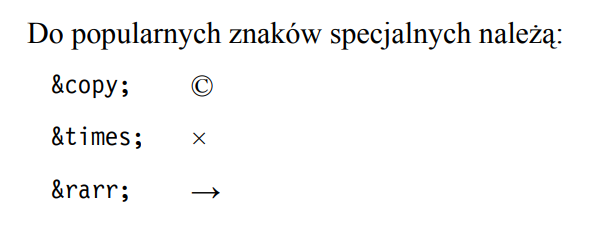 Do popularnych znaków specjalnych należą:
&copy; ©
&times; ×
&rarr; →